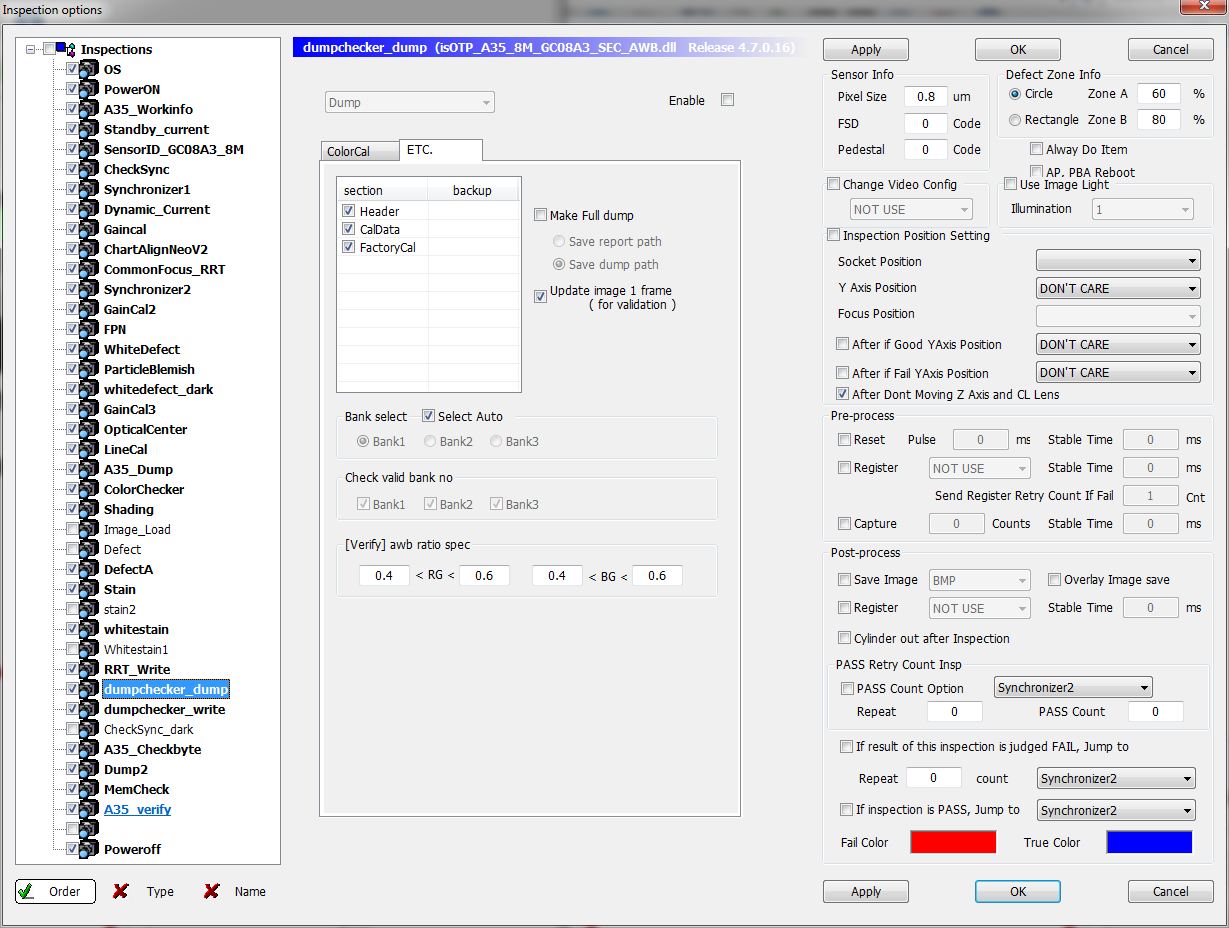 Inspection options
Inspections
OS
PowerON
A35_Workinfo
Standby_current
SensorID_GC08A3_8M
CheckSync
Synchronizer1
Dynamic_Current
Gaincal
ChartAlignNeoV2
CommonFocus_RRT
Synchronizer2
GainCal2
FPN
WhiteDefect
ParticleBlemish
whitedefect_dark
GainCal3
OpticalCenter
LineCal
A35_Dump
ColorChecker
Shading
Image_Load
Defect
DefectA
Stain
stain2
whitestain
Whitestain1
RRT_Write
dumpchecker_dump
dumpchecker_write
CheckSync_dark
A35_Checkbyte
Dump2
MemCheck
A35_verify
Poweroff
Order Type Name
dumpchecker_dump (isOTP_A35_8M_GC08A3_SEC_AWB.dll Release 4.7.0.16)
Dump Enable
ColorCal ETC.
section backup
Header
CalData
FactoryCal
Make Full dump
Save report path
Save dump path
Update image 1 frame
( for validation )
Bank select Select Auto
Bank1 Bank2 Bank3
Check valid bank no
Bank1 Bank2 Bank3
[Verify] awb ratio spec
0.4 < RG < 0.6 0.4 < BG < 0.6
Apply OK Cancel
Sensor Info
Pixel Size 0.8 um
FSD 0 Code
Pedestal 0 Code
Defect Zone Info
Circle Zone A 60 %
Rectangle Zone B 80 %
Alway Do Item
AP, PBA Reboot
Change Video Config
NOT USE
Use Image Light
Illumination 1
Inspection Position Setting
Socket Position
Y Axis Position DON'T CARE
Focus Position
After if Good YAxis Position DON'T CARE
After if Fail YAxis Position DON'T CARE
After Dont Moving Z Axis and CL Lens
Pre-process
Reset Pulse 0 ms Stable Time 0 ms
Register NOT USE Stable Time 0 ms
Send Register Retry Count If Fail 1 Cnt
Capture 0 Counts Stable Time 0 ms
Post-process
Save Image BMP Overlay Image save
Register NOT USE Stable Time 0 ms
Cylinder out after Inspection
PASS Retry Count Insp
PASS Count Option Synchronizer2
Repeat 0 PASS Count 0
If result of this inspection is judged FAIL, Jump to
Repeat 0 count Synchronizer2
If inspection is PASS, Jump to Synchronizer2
Fail Color True Color
Apply OK Cancel